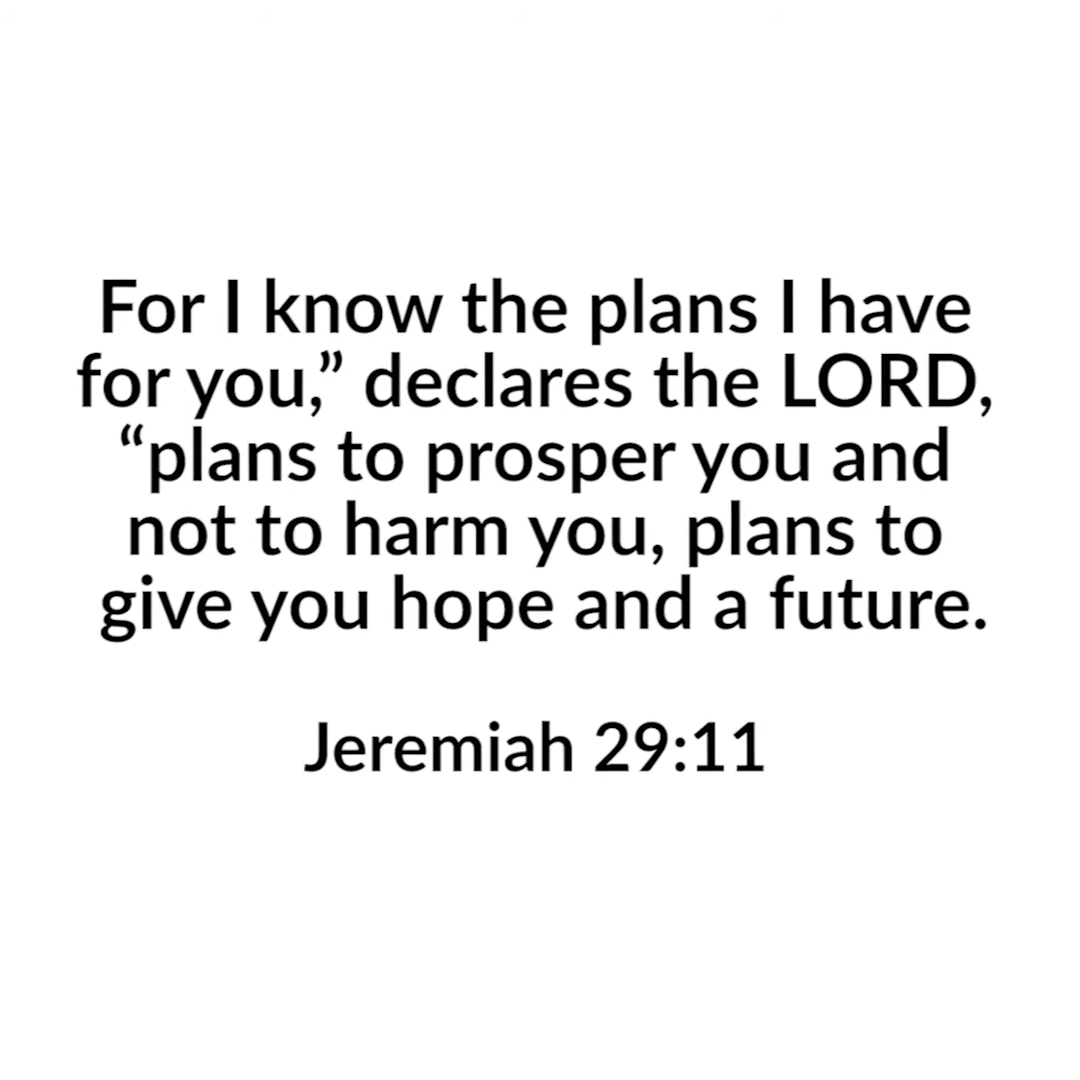 For I know the plans I have
for you,” declares the LORD,
“plans to prosper you and
not to harm you, plans to
give you hope and a future.
Jeremiah 29:11